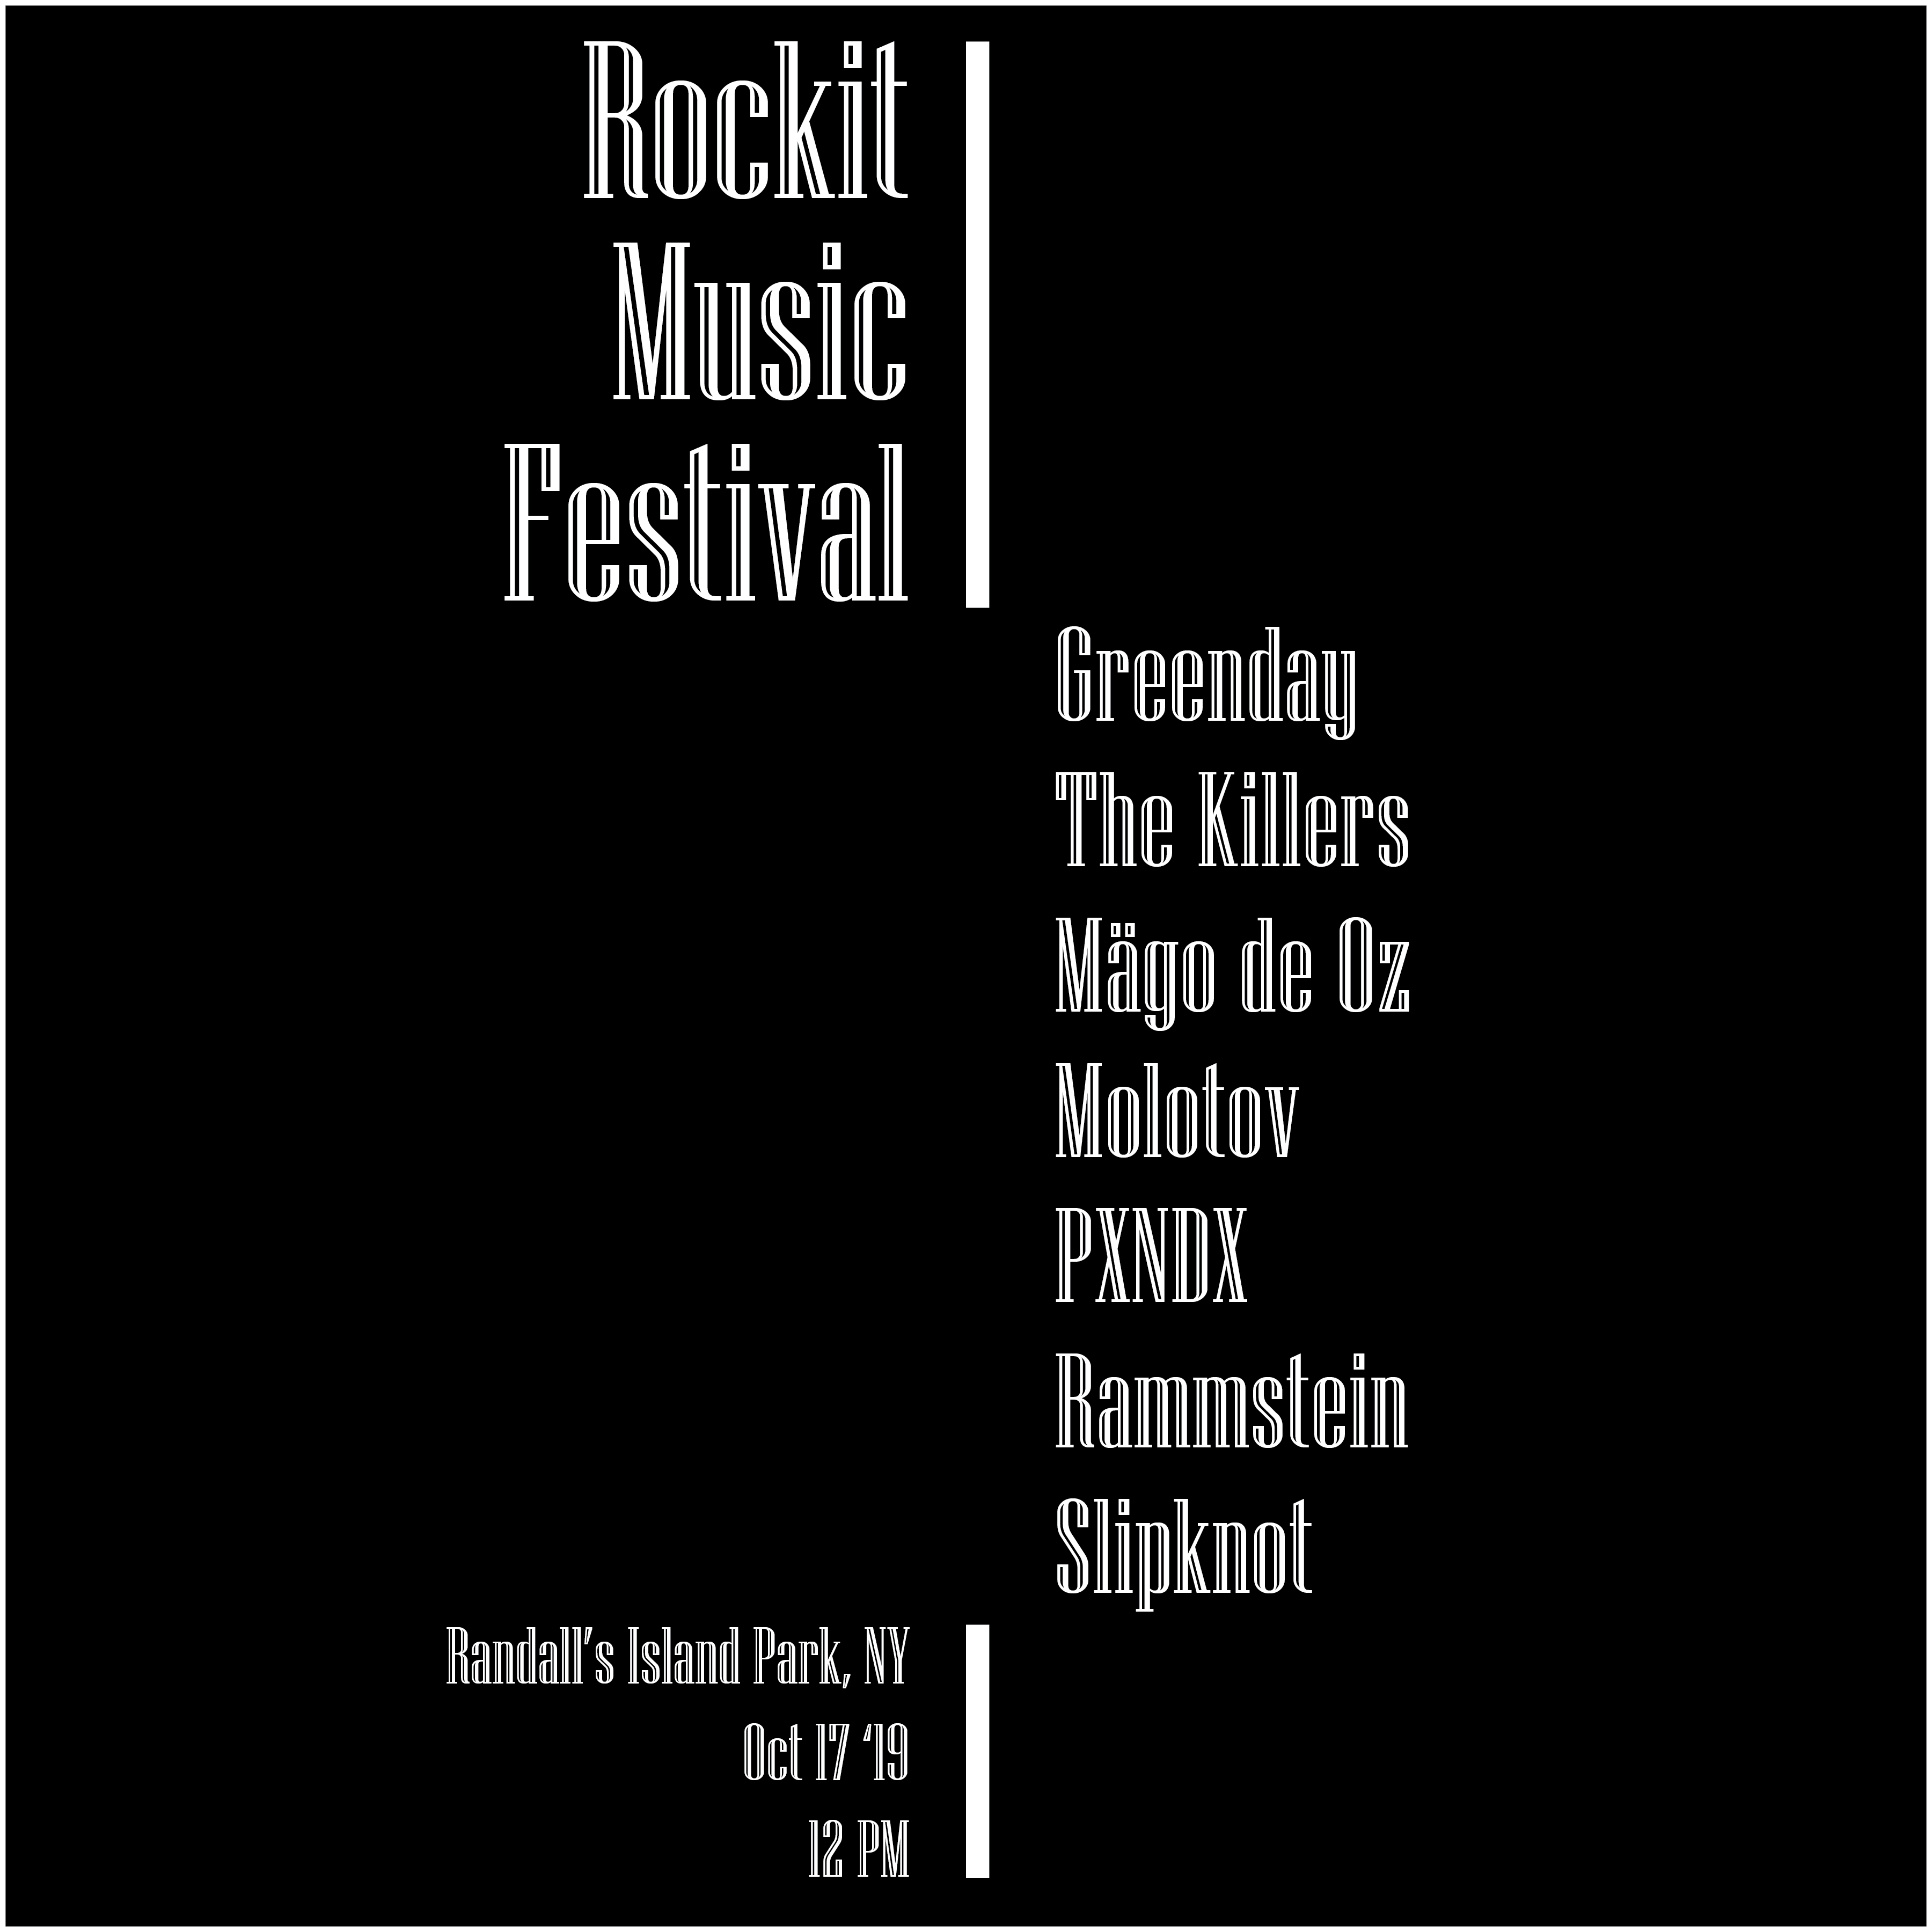 Rockit
Music
Festival
Greenday
The Killers
Mägo de Oz
Molotov
PXNDX
Rammstein
Slipknot
Randall’s Island Park, NY
Oct 17 ‘19
12 PM